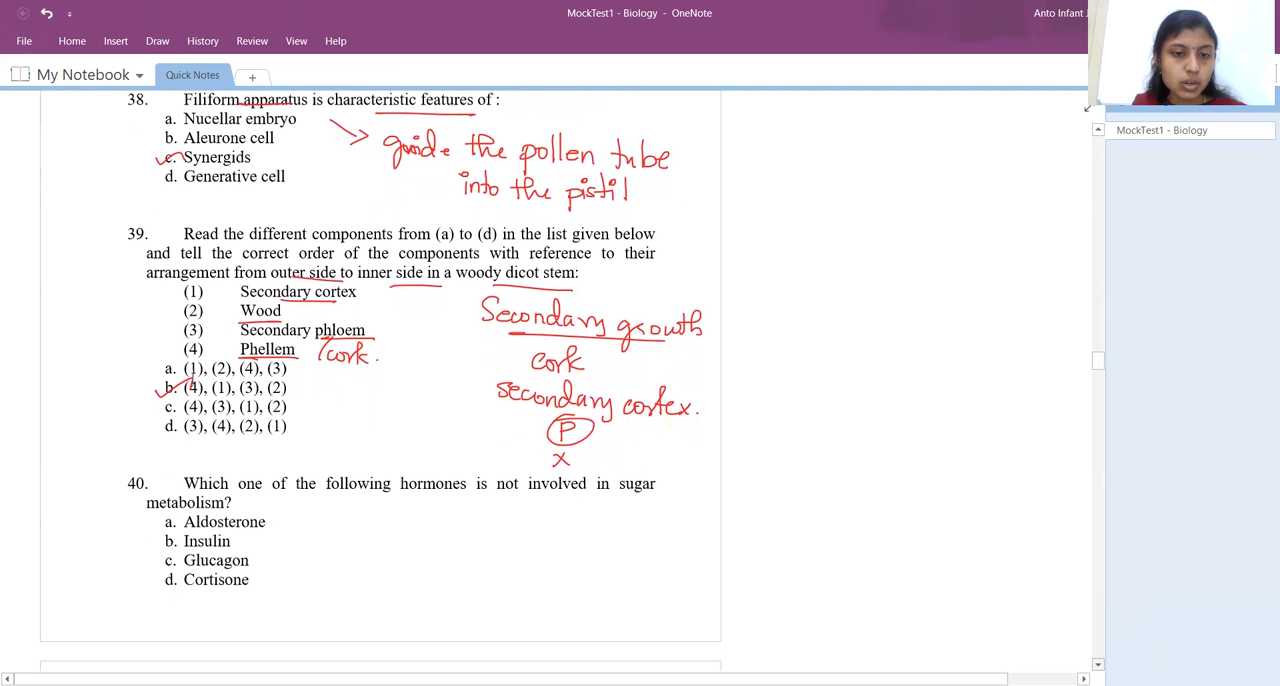 MockTest1 - Biology - OneNote
Anto Infant
File Home Insert Draw History Review View Help
My Notebook
Quick Notes
+
MockTest1 - Biology
38. Filiform apparatus is characteristic features of :
a. Nucellar embryo
b. Aleurone cell
c. Synergids
d. Generative cell
guide the pollen tube
into the pistil
39. Read the different components from (a) to (d) in the list given below
and tell the correct order of the components with reference to their
arrangement from outer side to inner side in a woody dicot stem:
(1) Secondary cortex
(2) Wood
(3) Secondary phloem
(4) Phellem /cork.
a. (1), (2), (4), (3)
b. (4), (1), (3), (2)
c. (4), (3), (1), (2)
d. (3), (4), (2), (1)
Secondary growth
cork
secondary cortex.
P
X
40. Which one of the following hormones is not involved in sugar
metabolism?
a. Aldosterone
b. Insulin
c. Glucagon
d. Cortisone